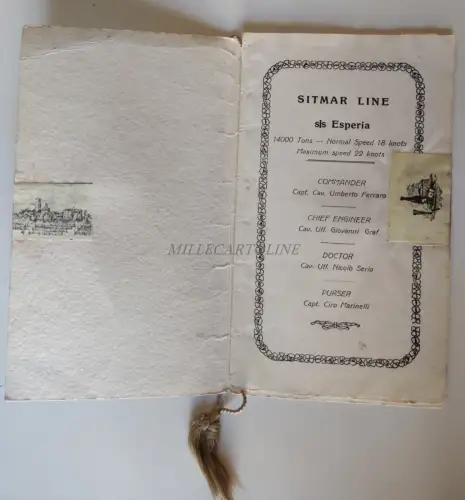 SITMAR LINE
s|s Esperia
14000 Tons — Normal Speed 18 knots
Maximum speed 22 knots
COMMANDER
Capt. Cav. Umberto Ferraro
CHIEF ENGINEER
Cav. Uff. Giovanni Graf
DOCTOR
Cav. Uff. Nicolò Serio
PURSER
Capt. Ciro Marinelli
MILLECARTOLINE